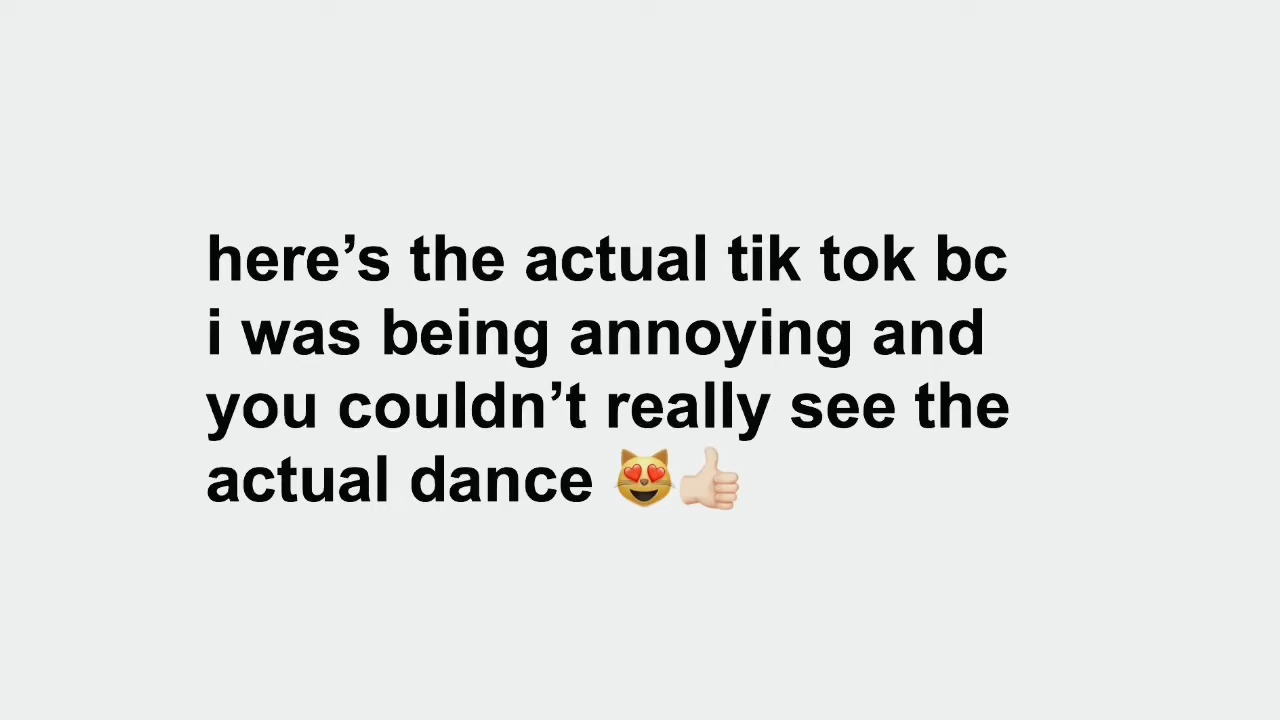 here’s the actual tik tok bc
i was being annoying and
you couldn’t really see the
actual dance 😻👍🏻